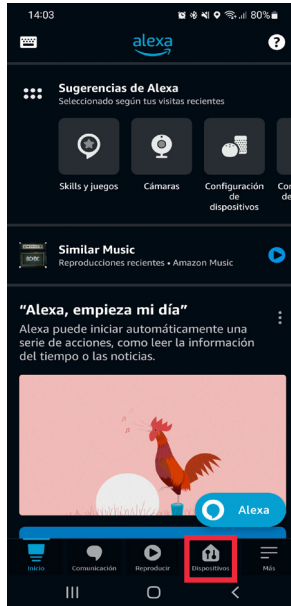 14:03
80%
alexa
?
Sugerencias de Alexa
Seleccionado según tus visitas recientes
Skills y juegos
Cámaras
Configuración
de
dispositivos
Con
de
Similar Music
Reproducciones recientes • Amazon Music
"Alexa, empieza mi día"
Alexa puede iniciar automáticamente una
serie de acciones, como leer la información
del tiempo o las noticias.
Alexa
Inicio
Comunicación
Reproducir
Dispositivos
Más